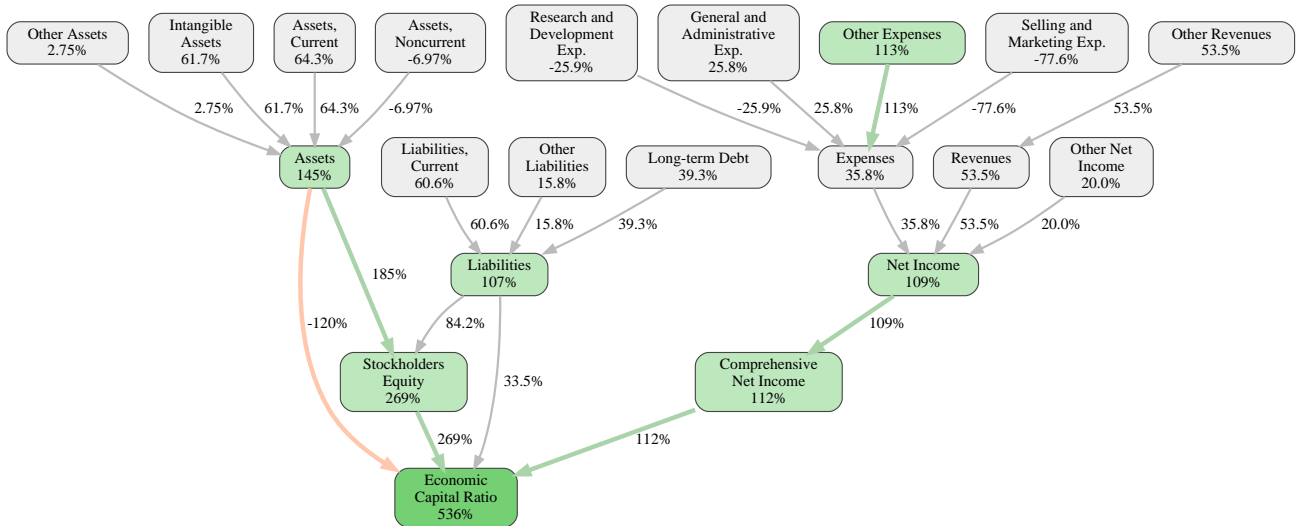 Other Assets
2.75%
Intangible
Assets
61.7%
Assets,
Current
64.3%
Assets,
Noncurrent
-6.97%
Research and
Development
Exp.
-25.9%
General and
Administrative
Exp.
25.8%
Other Expenses
113%
Selling and
Marketing Exp.
-77.6%
Other Revenues
53.5%
2.75%
61.7%
64.3%
-6.97%
-25.9%
25.8%
113%
-77.6%
53.5%
Assets
145%
Liabilities,
Current
60.6%
Other
Liabilities
15.8%
Long-term Debt
39.3%
Expenses
35.8%
Revenues
53.5%
Other Net
Income
20.0%
60.6%
15.8%
39.3%
35.8%
53.5%
20.0%
185%
Liabilities
107%
Net Income
109%
-120%
84.2%
109%
Stockholders
Equity
269%
33.5%
Comprehensive
Net Income
112%
269%
112%
Economic
Capital Ratio
536%